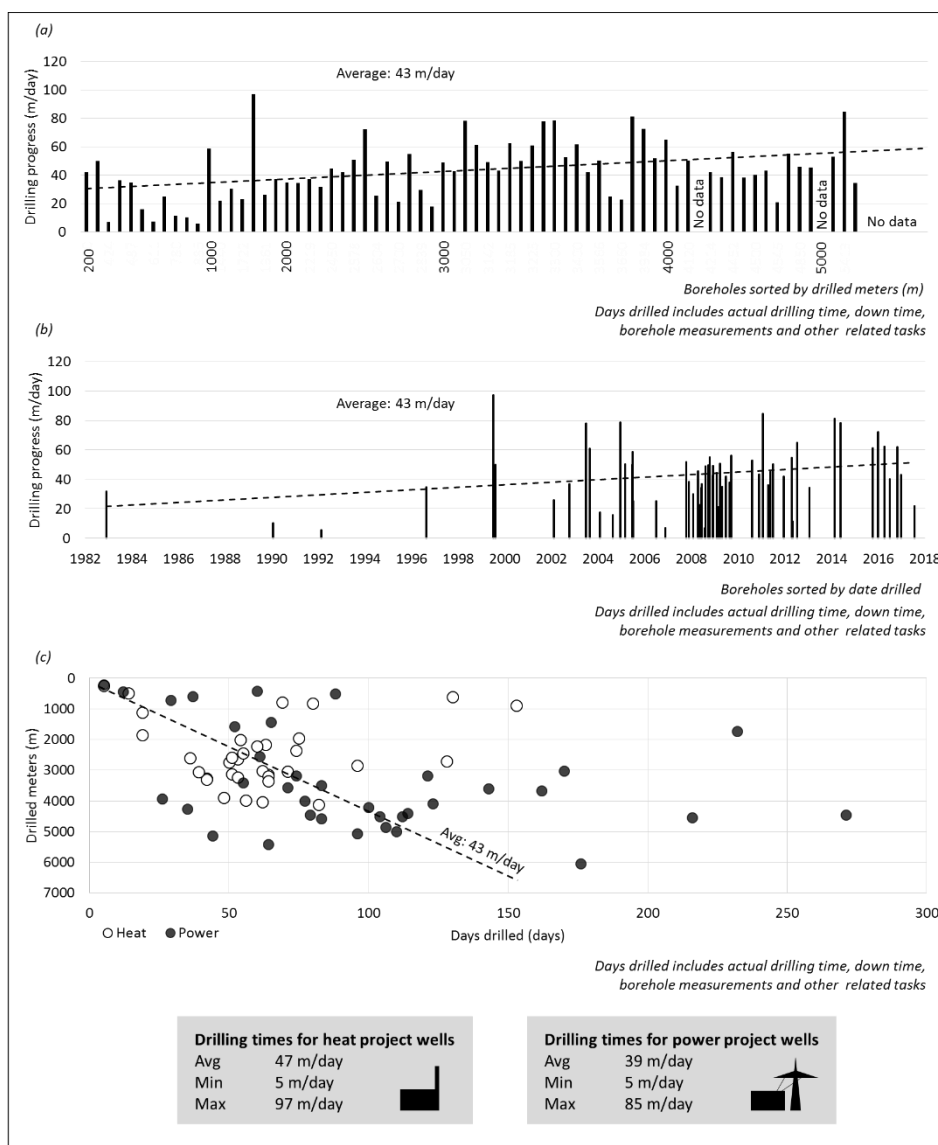 (a)
Average: 43 m/day
Drilling progress (m/day)
120
100
80
60
40
20
0
No data
No data
No data
200
1000
2000
3000
4000
5000
Boreholes sorted by drilled meters (m)
Days drilled includes actual drilling time, down time,
borehole measurements and other related tasks
(b)
Average: 43 m/day
Drilling progress (m/day)
120
100
80
60
40
20
0
1982 1984 1986 1988 1990 1992 1994 1996 1998 2000 2002 2004 2006 2008 2010 2012 2014 2016 2018
Boreholes sorted by date drilled
Days drilled includes actual drilling time, down time,
borehole measurements and other related tasks
(c)
Drilled meters (m)
0
1000
2000
3000
4000
5000
6000
7000
Avg: 43 m/day
0 50 100 150 200 250 300
Heat Power
Days drilled (days)
Days drilled includes actual drilling time, down time,
borehole measurements and other related tasks
Drilling times for heat project wells
Avg 47 m/day
Min 5 m/day
Max 97 m/day
Drilling times for power project wells
Avg 39 m/day
Min 5 m/day
Max 85 m/day